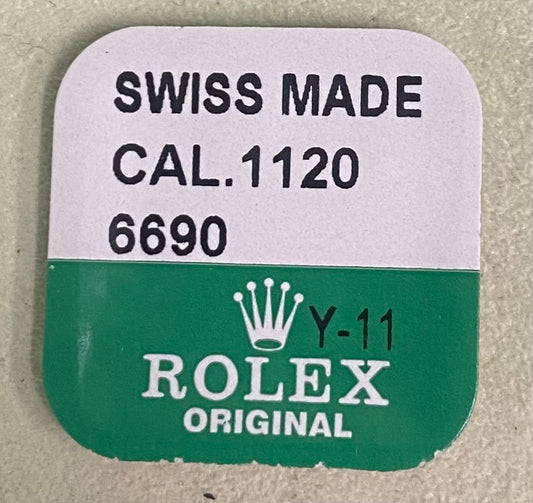 SWISS MADE
CAL.1120
6690
Y-11
ROLEX
ORIGINAL